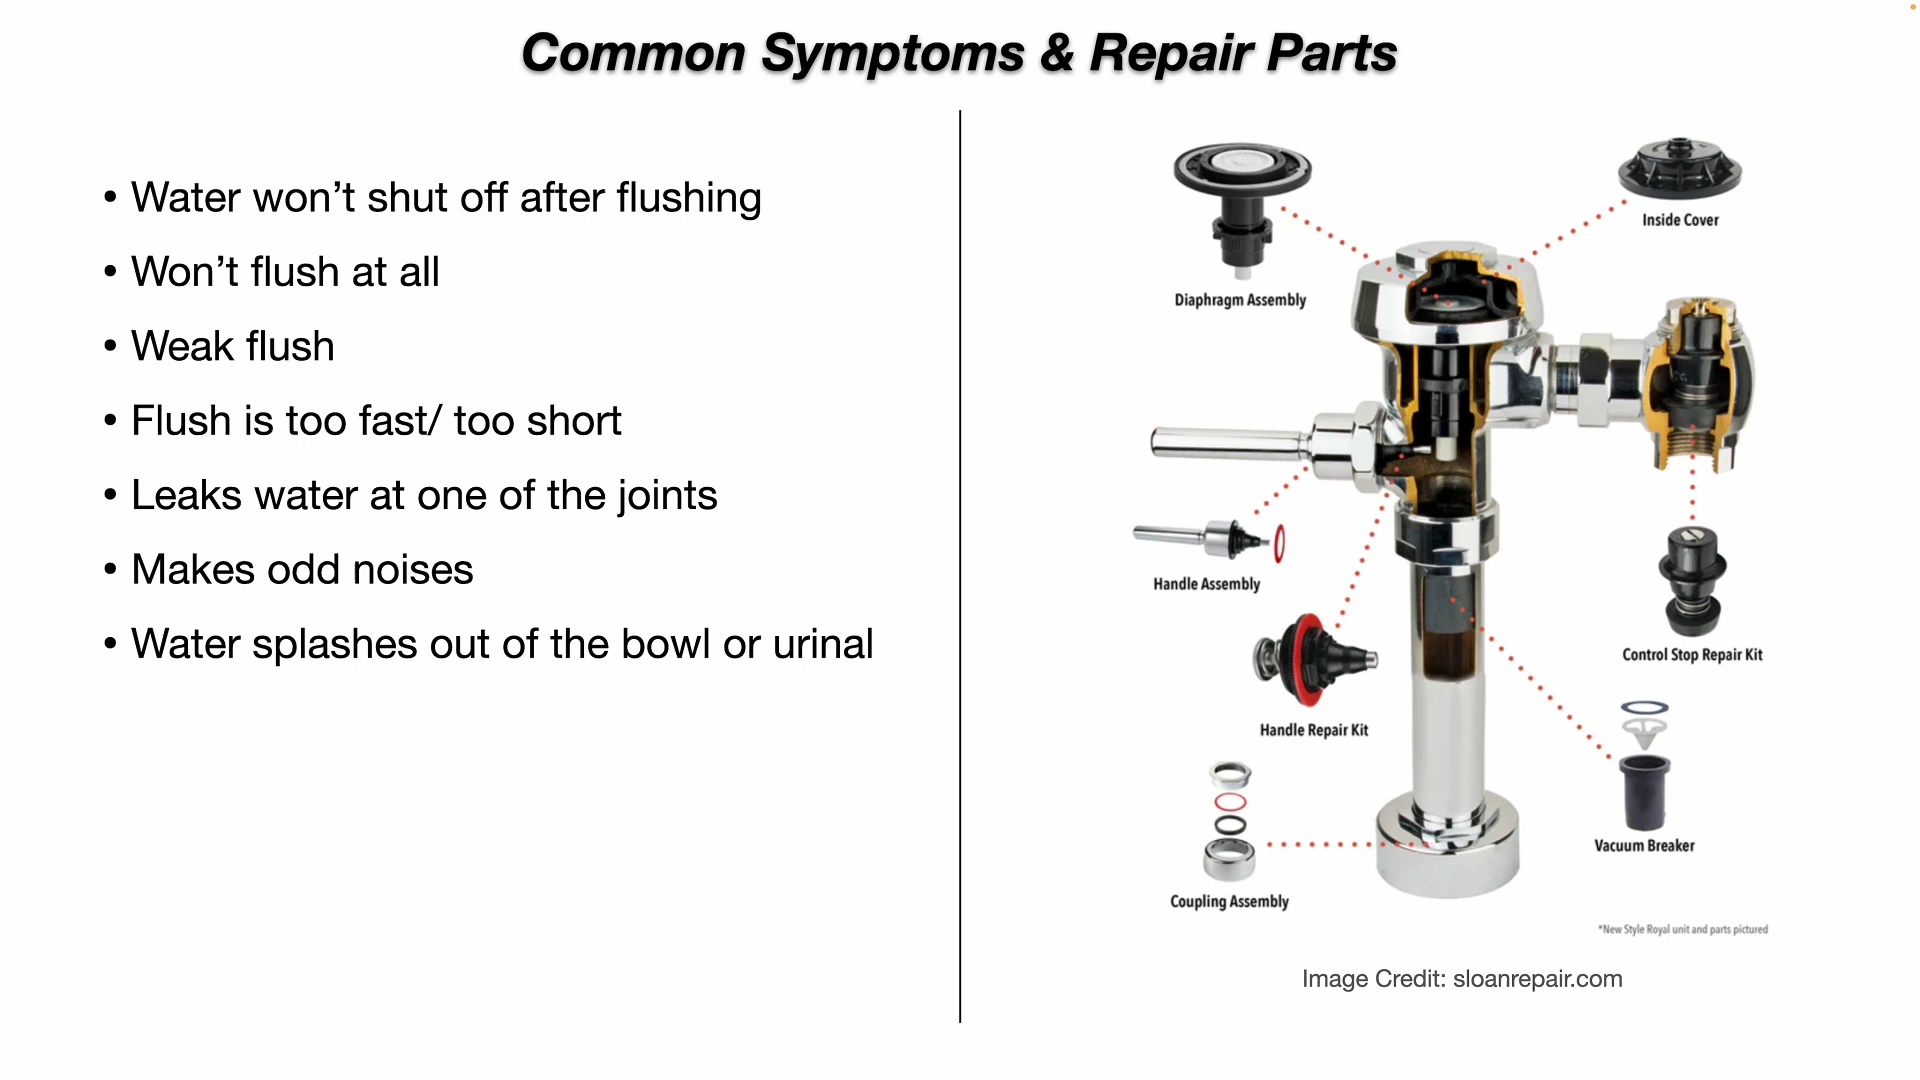 Common Symptoms & Repair Parts
• Water won’t shut off after flushing
• Won’t flush at all
• Weak flush
• Flush is too fast/ too short
• Leaks water at one of the joints
• Makes odd noises
• Water splashes out of the bowl or urinal
Inside Cover
Diaphragm Assembly
Handle Assembly
Control Stop Repair Kit
Handle Repair Kit
Vacuum Breaker
Coupling Assembly
*New Style Royal unit and parts pictured
Image Credit: sloanrepair.com